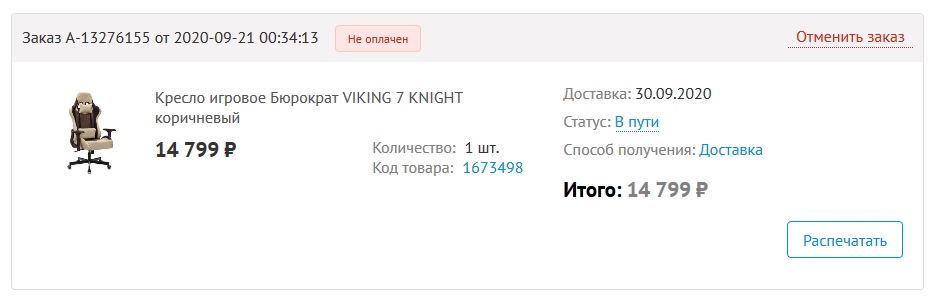 Заказ А-13276155 от 2020-09-21 00:34:13 Не оплачен Отменить заказ
Кресло игровое Бюрократ VIKING 7 KNIGHT
коричневый
14 799 ₽
Количество: 1 шт.
Код товара: 1673498
Доставка: 30.09.2020
Статус: В пути
Способ получения: Доставка
Итого: 14 799 ₽
Распечатать